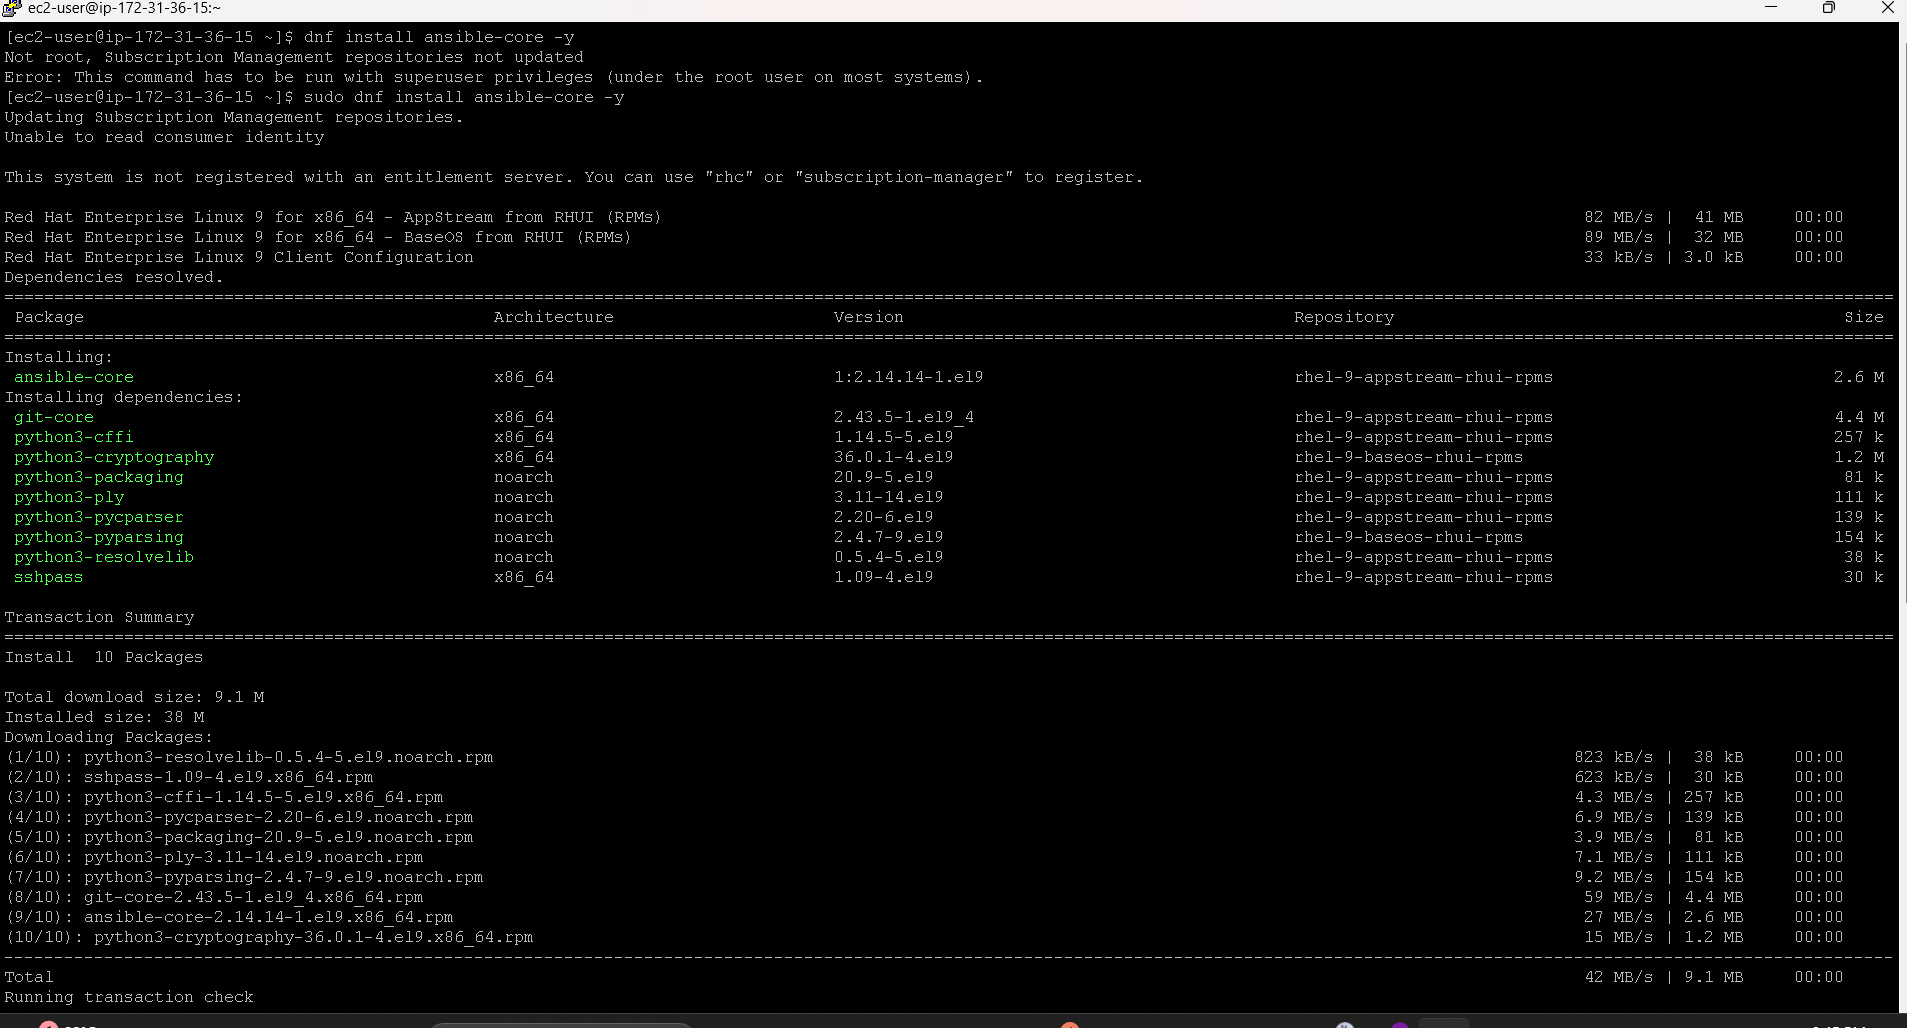 ec2-user@ip-172-31-36-15:~
[ec2-user@ip-172-31-36-15 ~]$ dnf install ansible-core -y
Not root, Subscription Management repositories not updated
Error: This command has to be run with superuser privileges (under the root user on most systems).
[ec2-user@ip-172-31-36-15 ~]$ sudo dnf install ansible-core -y
Updating Subscription Management repositories.
Unable to read consumer identity
This system is not registered with an entitlement server. You can use "rhc" or "subscription-manager" to register.
Red Hat Enterprise Linux 9 for x86_64 - AppStream from RHUI (RPMs) 82 MB/s | 41 MB 00:00
Red Hat Enterprise Linux 9 for x86_64 - BaseOS from RHUI (RPMs) 89 MB/s | 32 MB 00:00
Red Hat Enterprise Linux 9 Client Configuration 33 kB/s | 3.0 kB 00:00
Dependencies resolved.
Package Architecture Version Repository Size
Installing:
ansible-core x86_64 1:2.14.14-1.el9 rhel-9-appstream-rhui-rpms 2.6 M
Installing dependencies:
git-core x86_64 2.43.5-1.el9_4 rhel-9-appstream-rhui-rpms 4.4 M
python3-cffi x86_64 1.14.5-5.el9 rhel-9-appstream-rhui-rpms 257 k
python3-cryptography x86_64 36.0.1-4.el9 rhel-9-baseos-rhui-rpms 1.2 M
python3-packaging noarch 20.9-5.el9 rhel-9-appstream-rhui-rpms 81 k
python3-ply noarch 3.11-14.el9 rhel-9-appstream-rhui-rpms 111 k
python3-pycparser noarch 2.20-6.el9 rhel-9-appstream-rhui-rpms 139 k
python3-pyparsing noarch 2.4.7-9.el9 rhel-9-baseos-rhui-rpms 154 k
python3-resolvelib noarch 0.5.4-5.el9 rhel-9-appstream-rhui-rpms 38 k
sshpass x86_64 1.09-4.el9 rhel-9-appstream-rhui-rpms 30 k
Transaction Summary
Install 10 Packages
Total download size: 9.1 M
Installed size: 38 M
Downloading Packages:
(1/10): python3-resolvelib-0.5.4-5.el9.noarch.rpm 823 kB/s | 38 kB 00:00
(2/10): sshpass-1.09-4.el9.x86_64.rpm 623 kB/s | 30 kB 00:00
(3/10): python3-cffi-1.14.5-5.el9.x86_64.rpm 4.3 MB/s | 257 kB 00:00
(4/10): python3-pycparser-2.20-6.el9.noarch.rpm 6.9 MB/s | 139 kB 00:00
(5/10): python3-packaging-20.9-5.el9.noarch.rpm 3.9 MB/s | 81 kB 00:00
(6/10): python3-ply-3.11-14.el9.noarch.rpm 7.1 MB/s | 111 kB 00:00
(7/10): python3-pyparsing-2.4.7-9.el9.noarch.rpm 9.2 MB/s | 154 kB 00:00
(8/10): git-core-2.43.5-1.el9_4.x86_64.rpm 59 MB/s | 4.4 MB 00:00
(9/10): ansible-core-2.14.14-1.el9.x86_64.rpm 27 MB/s | 2.6 MB 00:00
(10/10): python3-cryptography-36.0.1-4.el9.x86_64.rpm 15 MB/s | 1.2 MB 00:00
Total 42 MB/s | 9.1 MB 00:00
Running transaction check